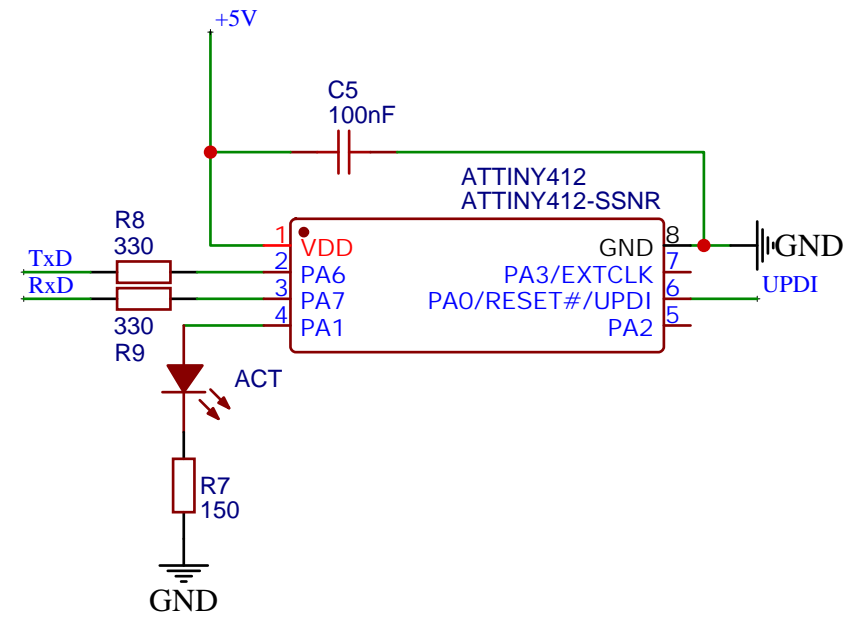 +5V
C5
100nF
ATTINY412
ATTINY412-SSNR
R8
330
TxD
RxD
330
R9
1
VDD
2
PA6
3
PA7
4
PA1
GND
8
PA3/EXTCLK
7
PA0/RESET#/UPDI
6
PA2
5
GND
UPDI
ACT
R7
150
GND